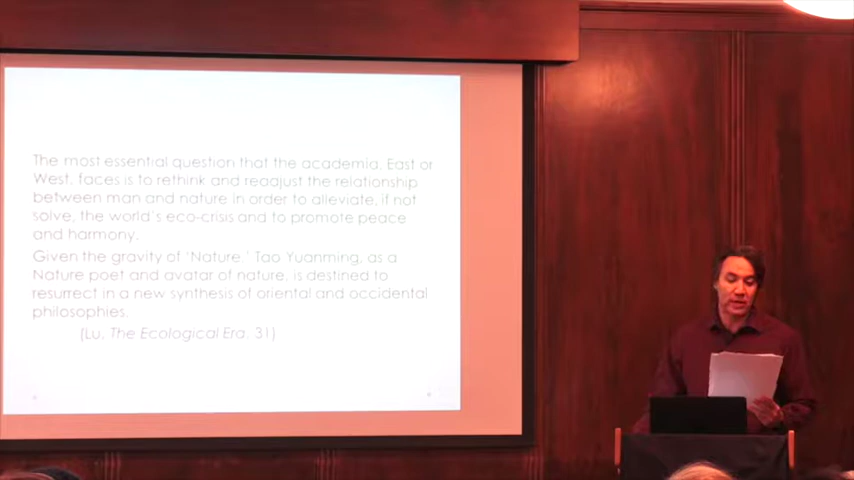 The most essential question that the academia, East or
West, faces is to rethink and readjust the relationship
between man and nature in order to alleviate, if not
solve, the world's eco-crisis and to promote peace
and harmony.
Given the gravity of 'Nature,' Tao Yuanming, as a
Nature poet and avatar of nature, is destined to
resurrect in a new synthesis of oriental and occidental
philosophies.
(Lu, The Ecological Era, 31)